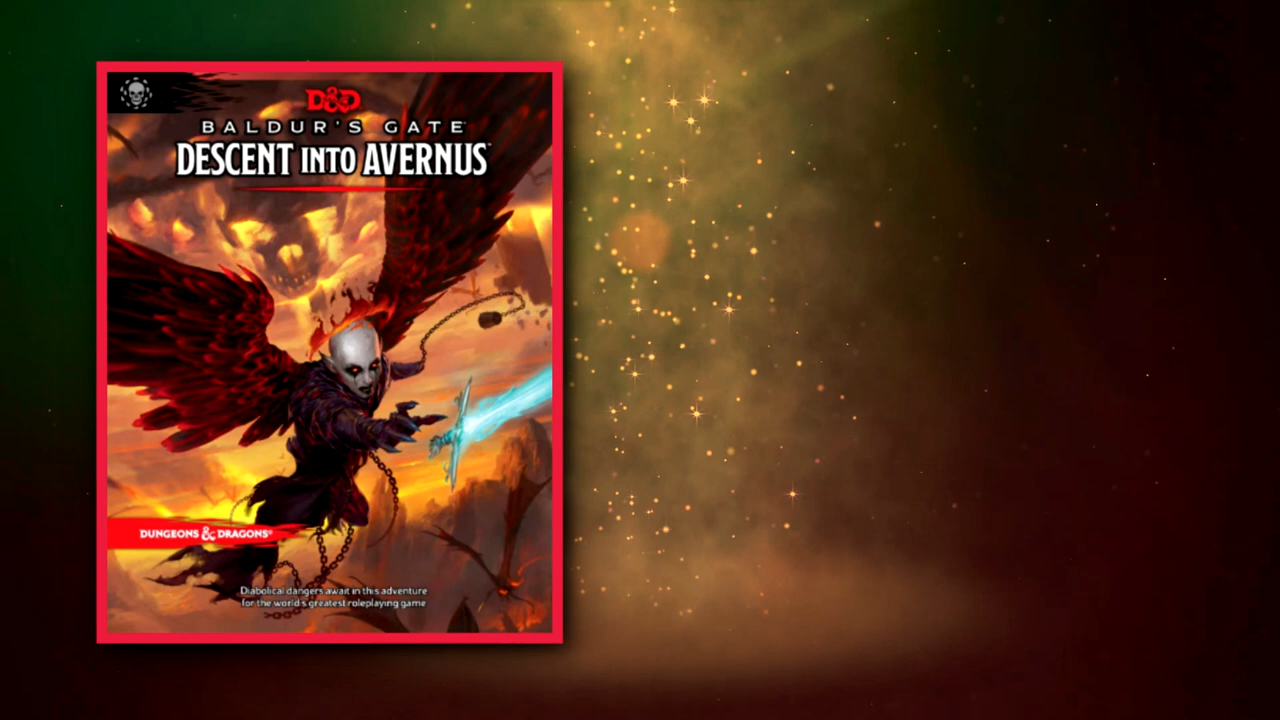 D&D
BALDUR'S GATE
DESCENT INTO AVERNUS
DUNGEONS & DRAGONS®
Diabolical dangers await in this adventure
for the world's greatest roleplaying game